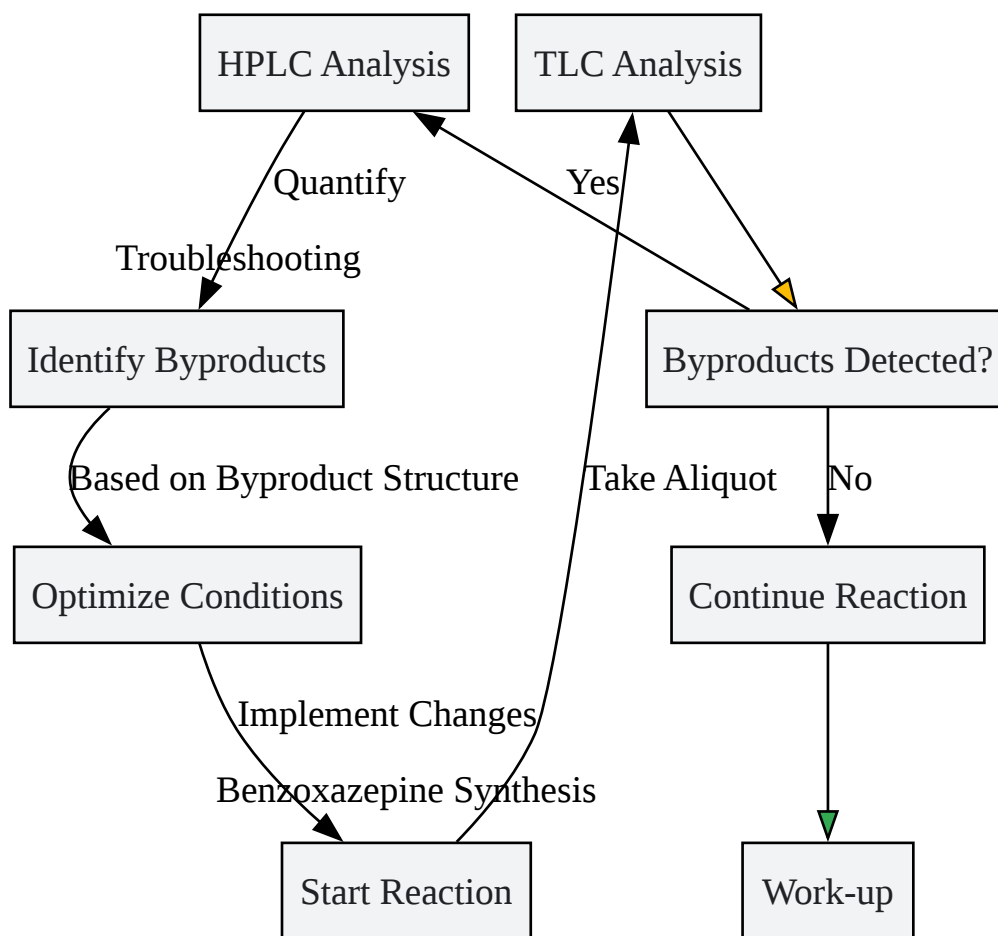 HPLC Analysis
TLC Analysis
Quantify
Yes
Troubleshooting
Identify Byproducts
Byproducts Detected?
Based on Byproduct Structure
Take Aliquot
No
Optimize Conditions
Continue Reaction
Implement Changes
Benzoxazepine Synthesis
Start Reaction
Work-up